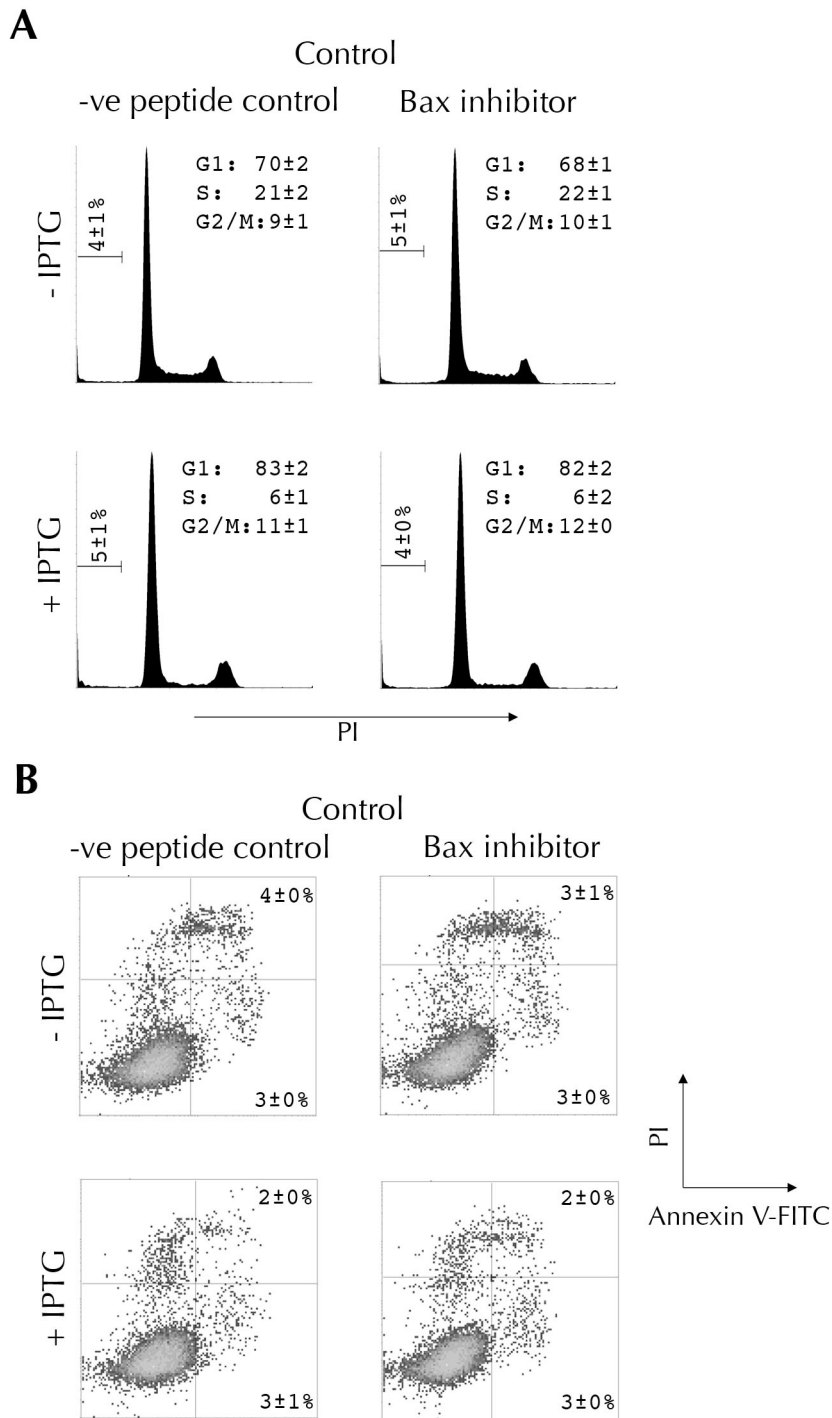 A
Control
-ve peptide control
Bax inhibitor
- IPTG
4±1%
G1: 70±2
S: 21±2
G2/M:9±1
5±1%
G1: 68±1
S: 22±1
G2/M:10±1
+ IPTG
5±1%
G1: 83±2
S: 6±1
G2/M:11±1
4±0%
G1: 82±2
S: 6±2
G2/M:12±0
PI
B
Control
-ve peptide control
Bax inhibitor
- IPTG
4±0%
3±0%
3±1%
3±0%
PI
Annexin V-FITC
+ IPTG
2±0%
3±1%
2±0%
3±0%